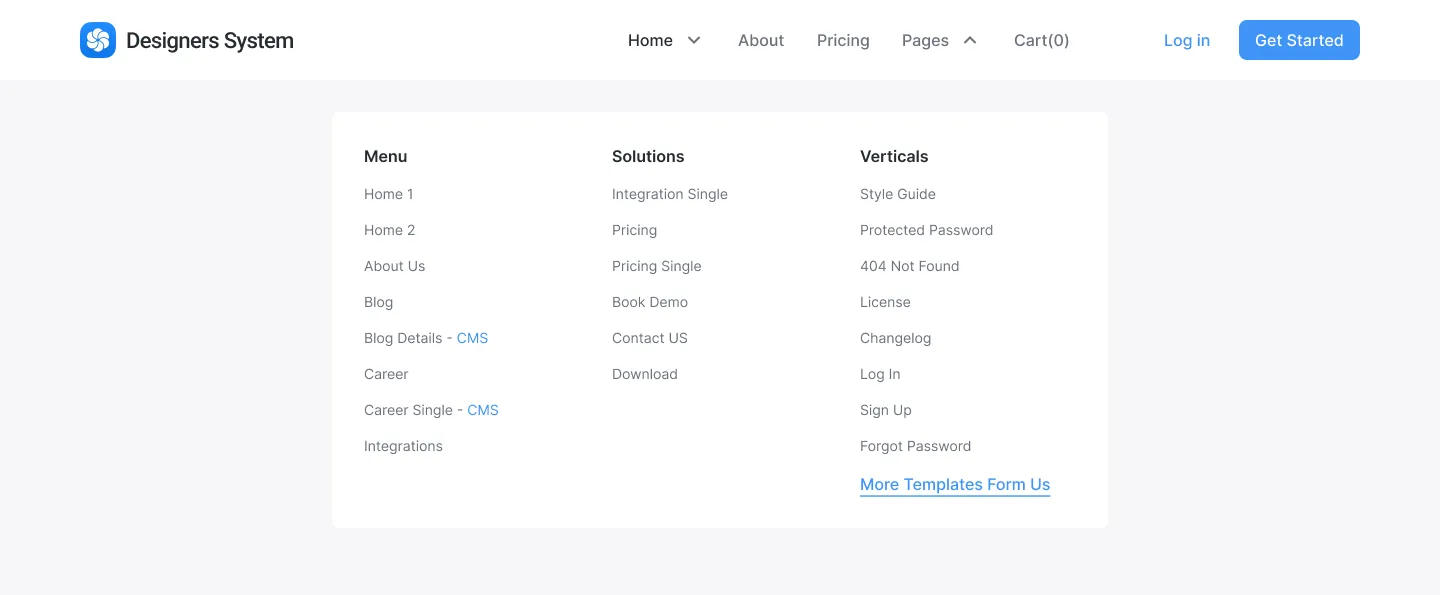 Designers System
Home
About
Pricing
Pages
Cart(0)
Log in
Get Started
Menu
Home 1
Home 2
About Us
Blog
Blog Details - CMS
Career
Career Single - CMS
Integrations
Solutions
Integration Single
Pricing
Pricing Single
Book Demo
Contact US
Download
Verticals
Style Guide
Protected Password
404 Not Found
License
Changelog
Log In
Sign Up
Forgot Password
More Templates Form Us